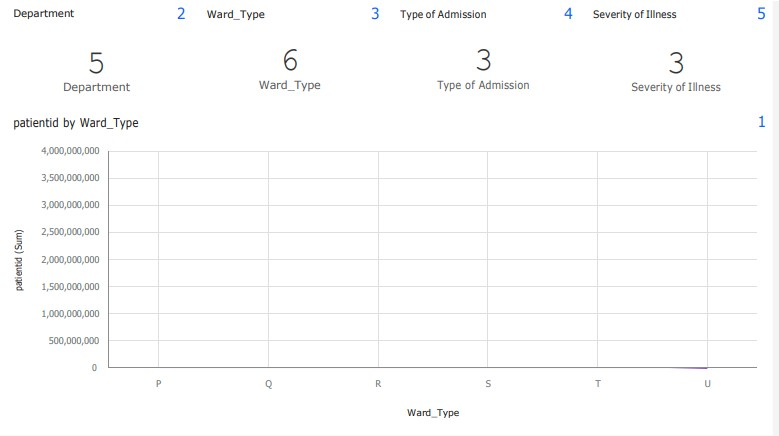 Department 2 Ward_Type 3 Type of Admission 4 Severity of Illness 5
5 6 3 3
Department Ward_Type Type of Admission Severity of Illness
patientid by Ward_Type 1
4,000,000,000
3,500,000,000
3,000,000,000
2,500,000,000
2,000,000,000
1,500,000,000
1,000,000,000
500,000,000
0
patientid (Sum)
P Q R S T U
Ward_Type